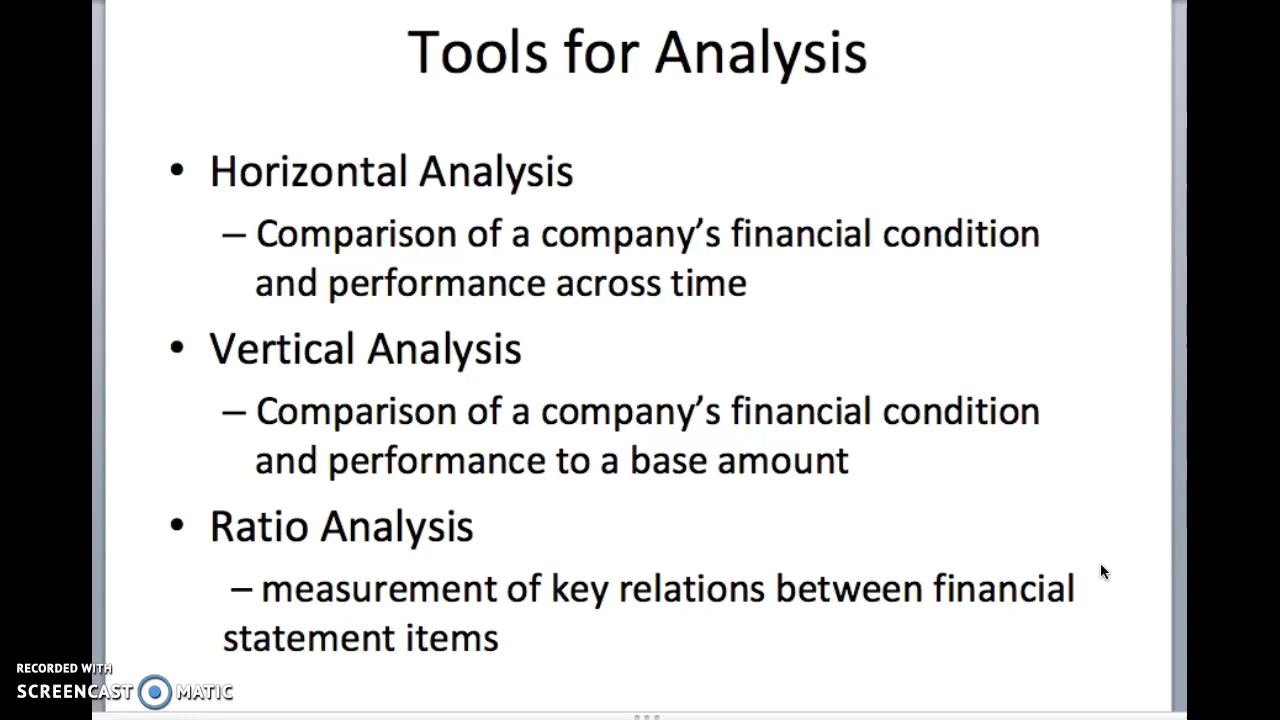 Tools for Analysis
• Horizontal Analysis
– Comparison of a company’s financial condition
and performance across time
• Vertical Analysis
– Comparison of a company’s financial condition
and performance to a base amount
• Ratio Analysis
– measurement of key relations between financial
statement items
RECORDED WITH
SCREENCAST MATIC